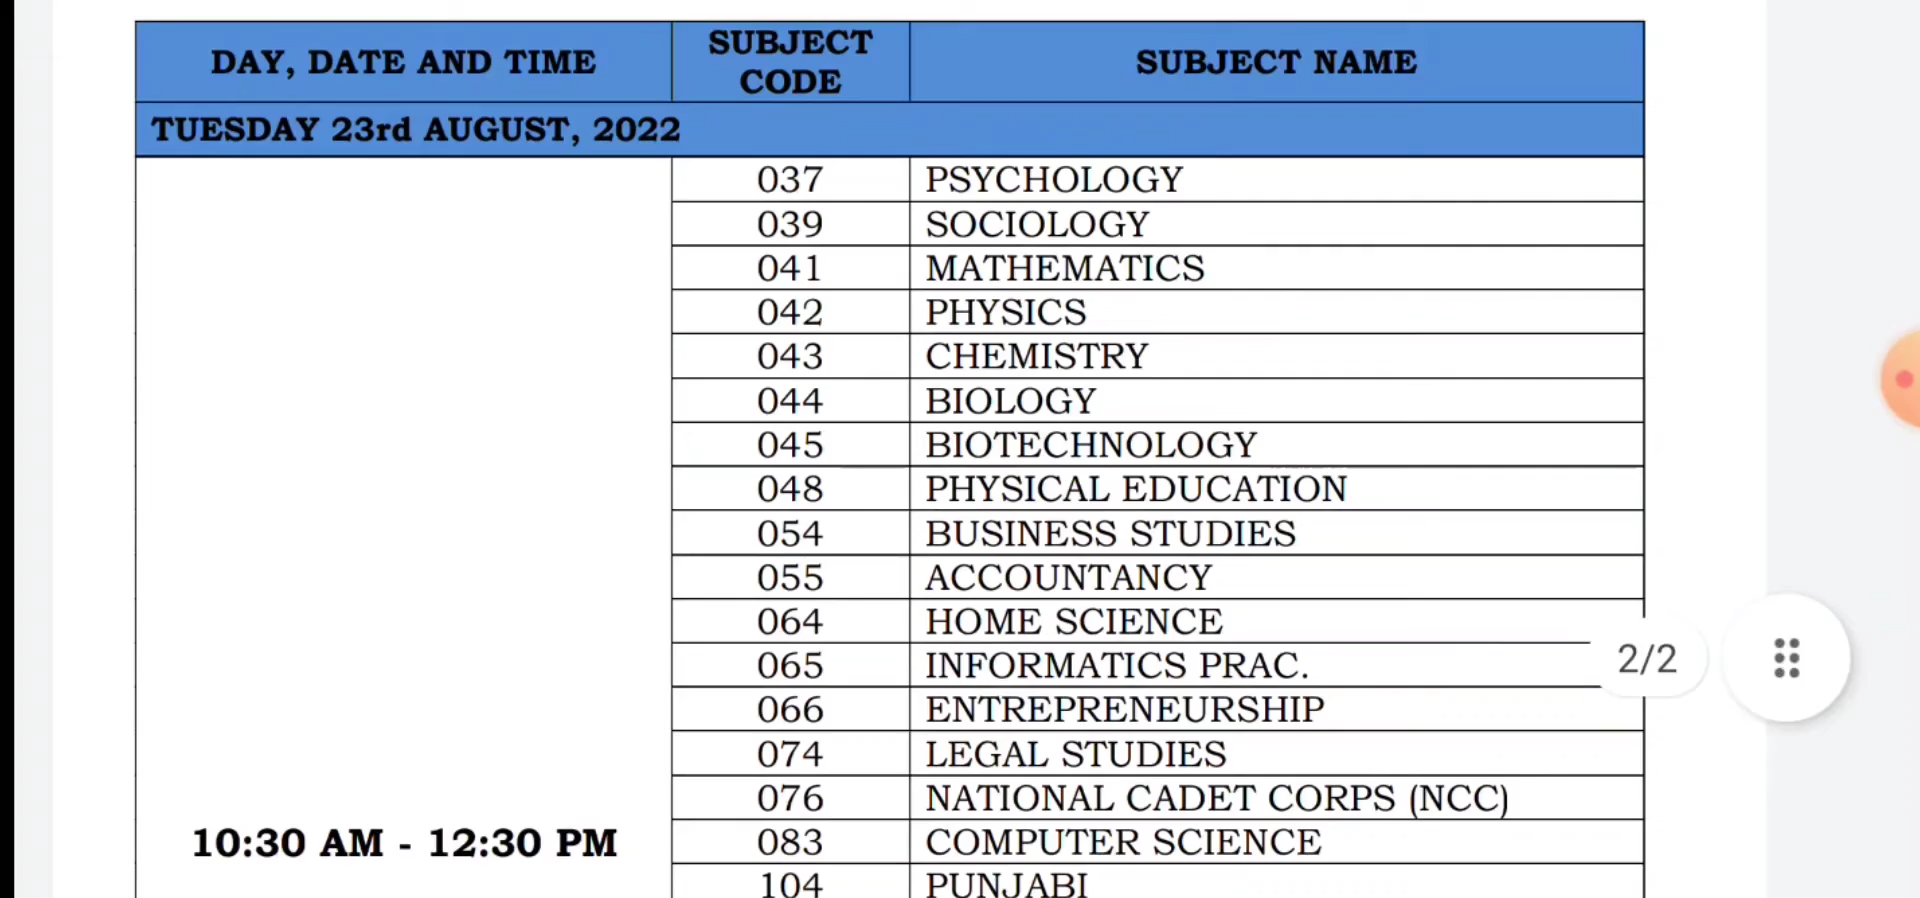 DAY, DATE AND TIME
SUBJECT CODE
SUBJECT NAME
TUESDAY 23rd AUGUST, 2022
037 PSYCHOLOGY
039 SOCIOLOGY
041 MATHEMATICS
042 PHYSICS
043 CHEMISTRY
044 BIOLOGY
045 BIOTECHNOLOGY
048 PHYSICAL EDUCATION
054 BUSINESS STUDIES
055 ACCOUNTANCY
064 HOME SCIENCE
065 INFORMATICS PRAC.
2/2
066 ENTREPRENEURSHIP
074 LEGAL STUDIES
076 NATIONAL CADET CORPS (NCC)
10:30 AM - 12:30 PM
083 COMPUTER SCIENCE
104 PUNJABI